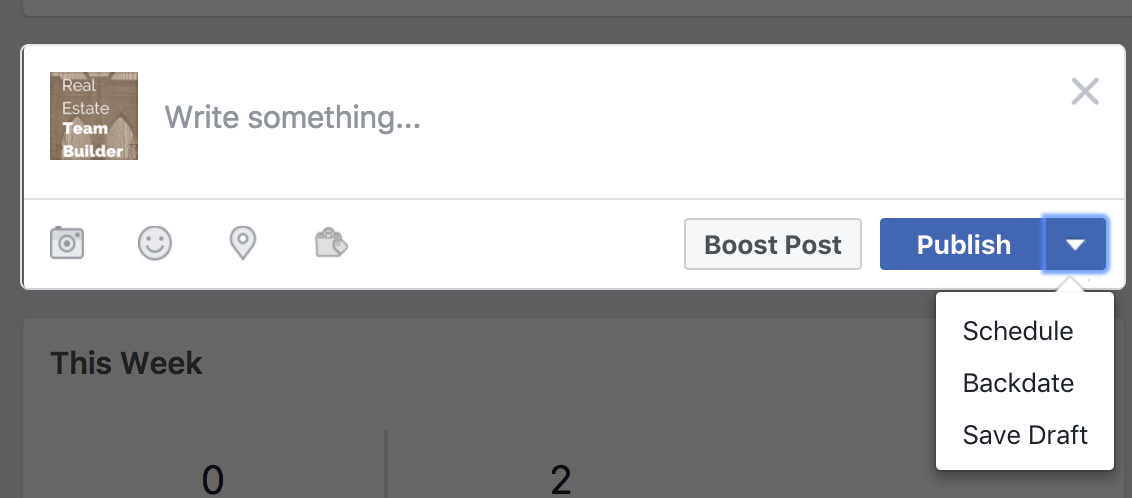 Real
Estate
Team
Builder
Write something...
Boost Post
Publish
Schedule
Backdate
Save Draft
This Week
0
2